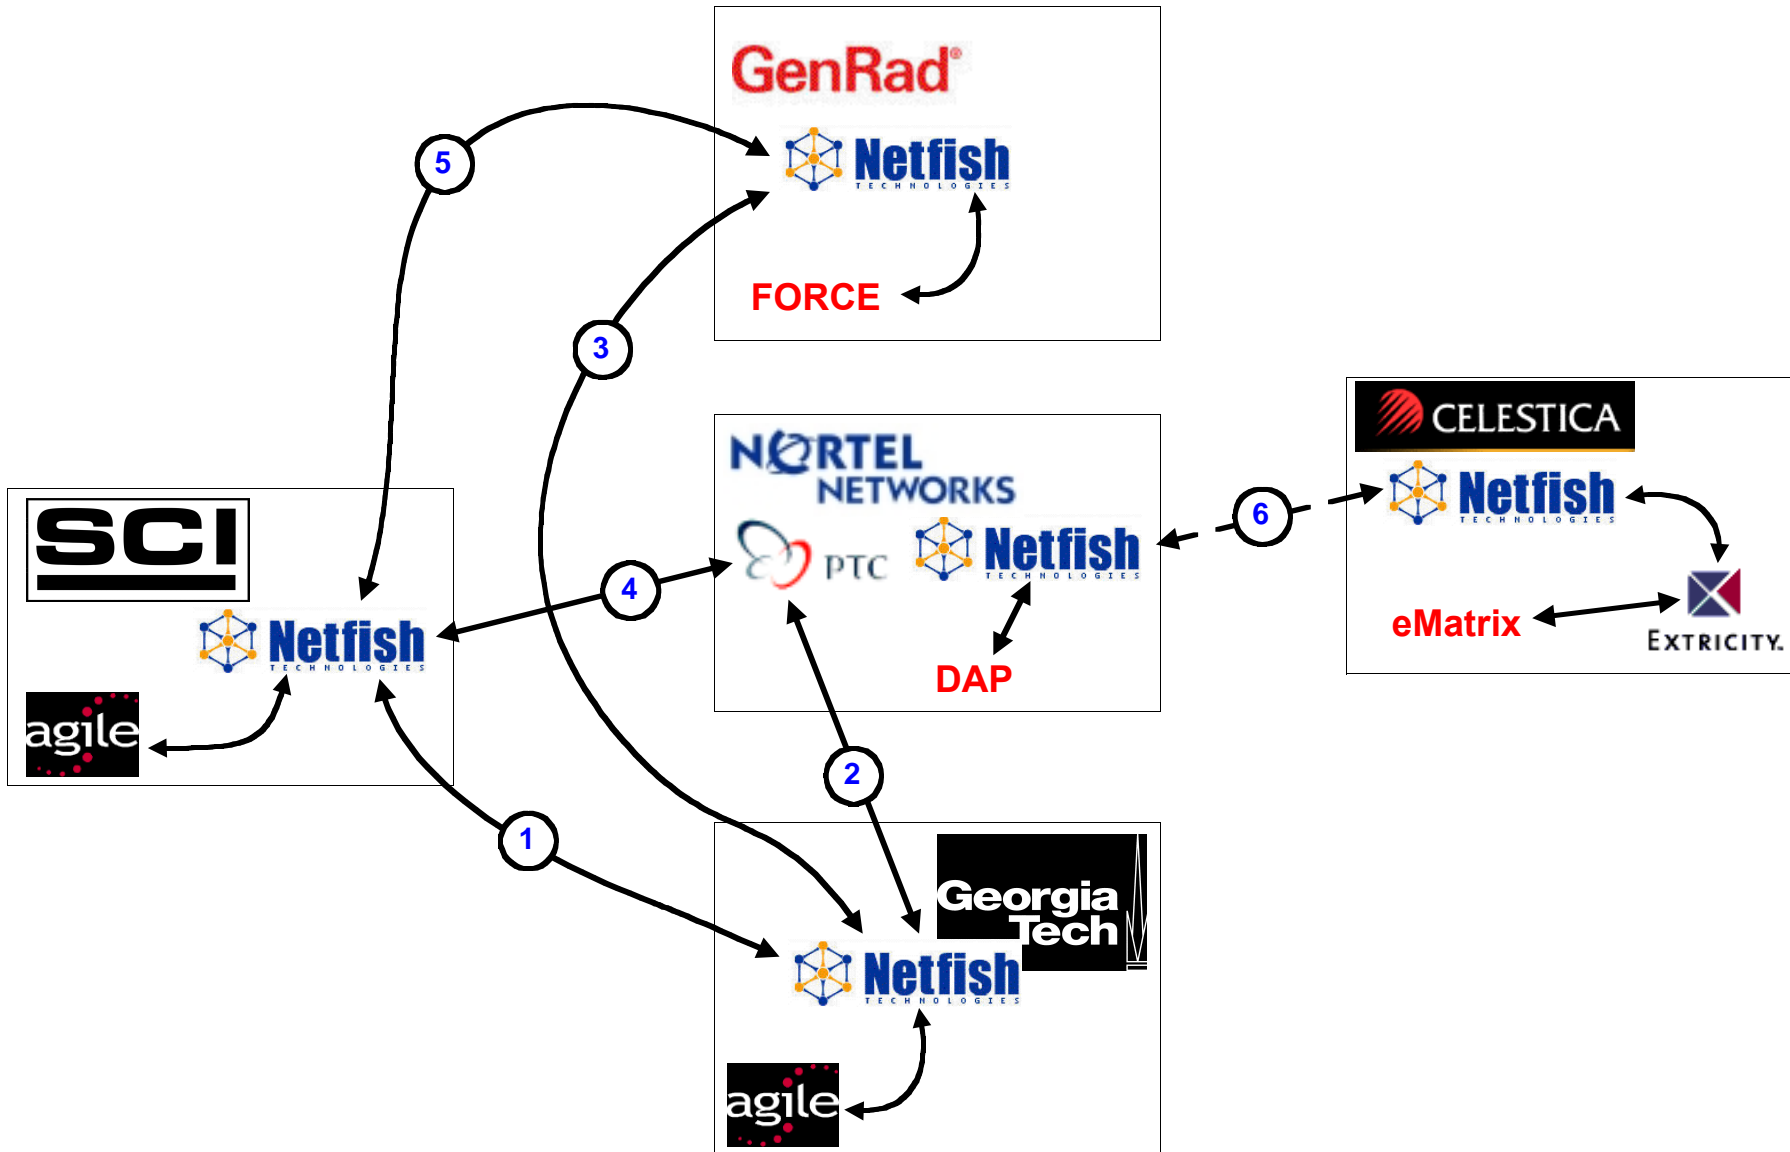 GenRad®
Netfish
TECHNOLOGIES
FORCE
5
3
NORTEL
NETWORKS
PTC
Netfish
TECHNOLOGIES
DAP
6
CELESTICA
Netfish
TECHNOLOGIES
eMatrix
EXTRICITY™
SCI
Netfish
TECHNOLOGIES
agile
4
2
1
Georgia
Tech
Netfish
TECHNOLOGIES
agile